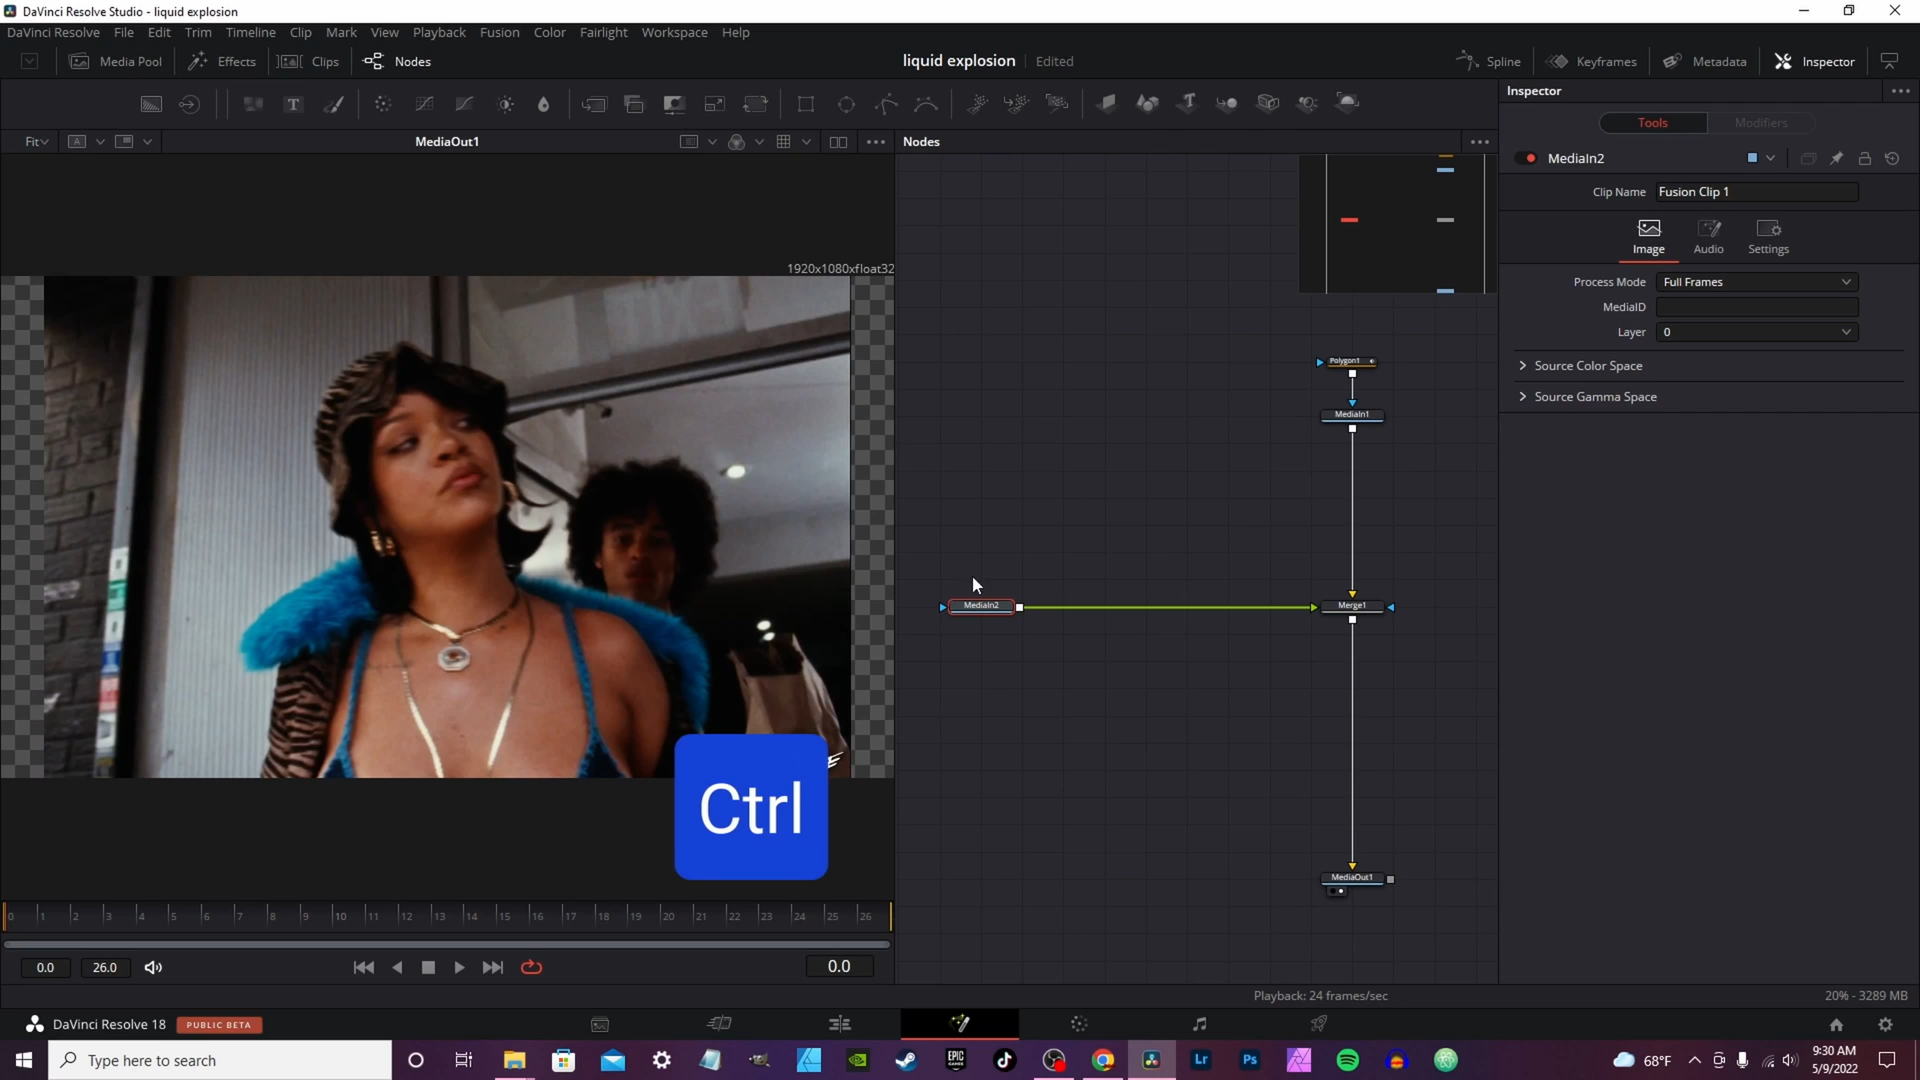 DaVinci Resolve Studio - liquid explosion
DaVinci Resolve File Edit Trim Timeline Clip Mark View Playback Fusion Color Fairlight Workspace Help
Media Pool Effects Clips Nodes liquid explosion Edited Spline Keyframes Metadata Inspector
Inspector
Fit A MediaOut1 Nodes Tools Modifiers
MediaIn2
Clip Name Fusion Clip 1
Image Audio Settings
1920x1080xfloat32
Process Mode Full Frames
MediaID
Layer 0
Source Color Space
Source Gamma Space
Polygon1
MediaIn1
MediaIn2
Merge1
Ctrl
MediaOut1
0 1 2 3 4 5 6 7 8 9 10 11 12 13 14 15 16 17 18 19 20 21 22 23 24 25 26
0.0 26.0 0.0
Playback: 24 frames/sec 20% - 3289 MB
DaVinci Resolve 18 PUBLIC BETA
Type here to search
EPIC GAMES
Lr Ps
68°F
9:30 AM
5/9/2022